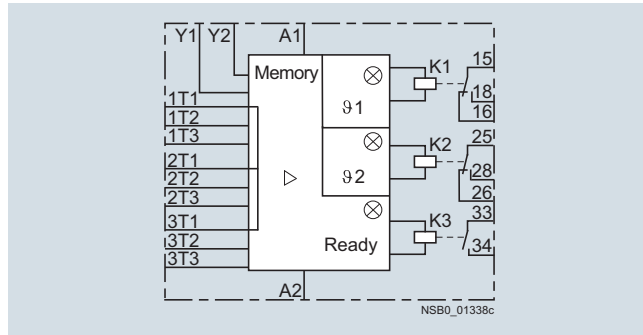 Y1 Y2 A1
Memory
K1
15
18
16
ϑ1
1T1
1T2
1T3
K2
25
28
26
ϑ2
2T1
2T2
2T3
K3
33
34
3T1
3T2
3T3
Ready
A2
NSB0_01338c